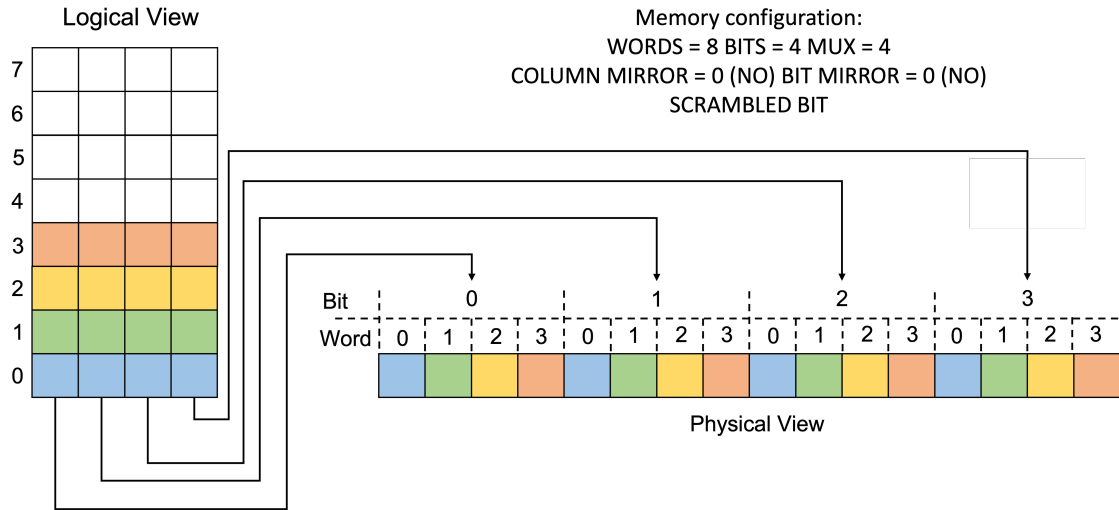 Logical View
Memory configuration:
WORDS = 8 BITS = 4 MUX = 4
COLUMN MIRROR = 0 (NO) BIT MIRROR = 0 (NO)
SCRAMBLED BIT
7
6
5
4
3
2
1
0
Bit 0 1 2 3
Word 0 1 2 3 0 1 2 3 0 1 2 3 0 1 2 3
Physical View